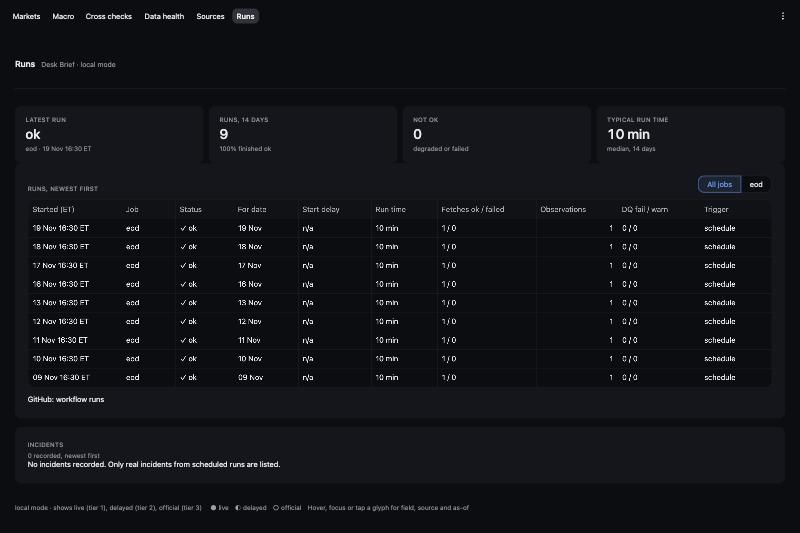 Markets Macro Cross checks Data health Sources Runs
Runs Desk Brief · local mode
LATEST RUN
ok
eod · 19 Nov 16:30 ET
RUNS, 14 DAYS
9
100% finished ok
NOT OK
0
degraded or failed
TYPICAL RUN TIME
10 min
median, 14 days
RUNS, NEWEST FIRST
All jobs eod
Started (ET) Job Status For date Start delay Run time Fetches ok / failed Observations DQ fail / warn Trigger
19 Nov 16:30 ET eod ✓ ok 19 Nov n/a 10 min 1 / 0 1 0 / 0 schedule
18 Nov 16:30 ET eod ✓ ok 18 Nov n/a 10 min 1 / 0 1 0 / 0 schedule
17 Nov 16:30 ET eod ✓ ok 17 Nov n/a 10 min 1 / 0 1 0 / 0 schedule
16 Nov 16:30 ET eod ✓ ok 16 Nov n/a 10 min 1 / 0 1 0 / 0 schedule
13 Nov 16:30 ET eod ✓ ok 13 Nov n/a 10 min 1 / 0 1 0 / 0 schedule
12 Nov 16:30 ET eod ✓ ok 12 Nov n/a 10 min 1 / 0 1 0 / 0 schedule
11 Nov 16:30 ET eod ✓ ok 11 Nov n/a 10 min 1 / 0 1 0 / 0 schedule
10 Nov 16:30 ET eod ✓ ok 10 Nov n/a 10 min 1 / 0 1 0 / 0 schedule
09 Nov 16:30 ET eod ✓ ok 09 Nov n/a 10 min 1 / 0 1 0 / 0 schedule
GitHub: workflow runs
INCIDENTS
0 recorded, newest first
No incidents recorded. Only real incidents from scheduled runs are listed.
local mode · shows live (tier 1), delayed (tier 2), official (tier 3) ● live ◐ delayed ○ official Hover, focus or tap a glyph for field, source and as-of